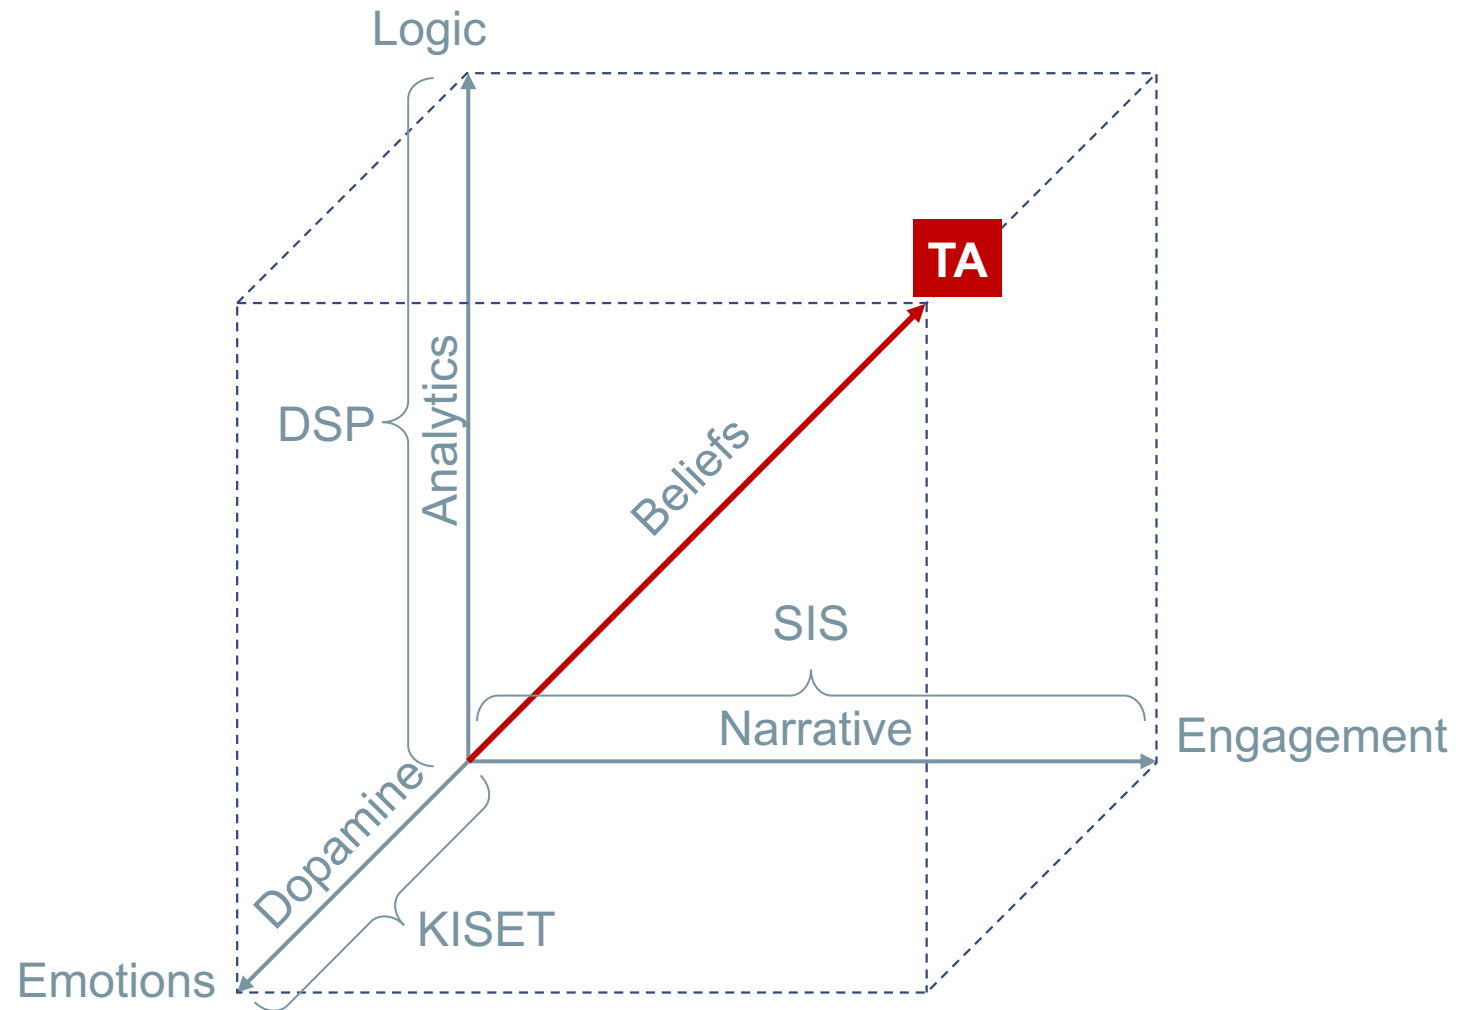 Logic
TA
Analytics
DSP
Beliefs
SIS
Narrative
Engagement
Dopamine
KISET
Emotions